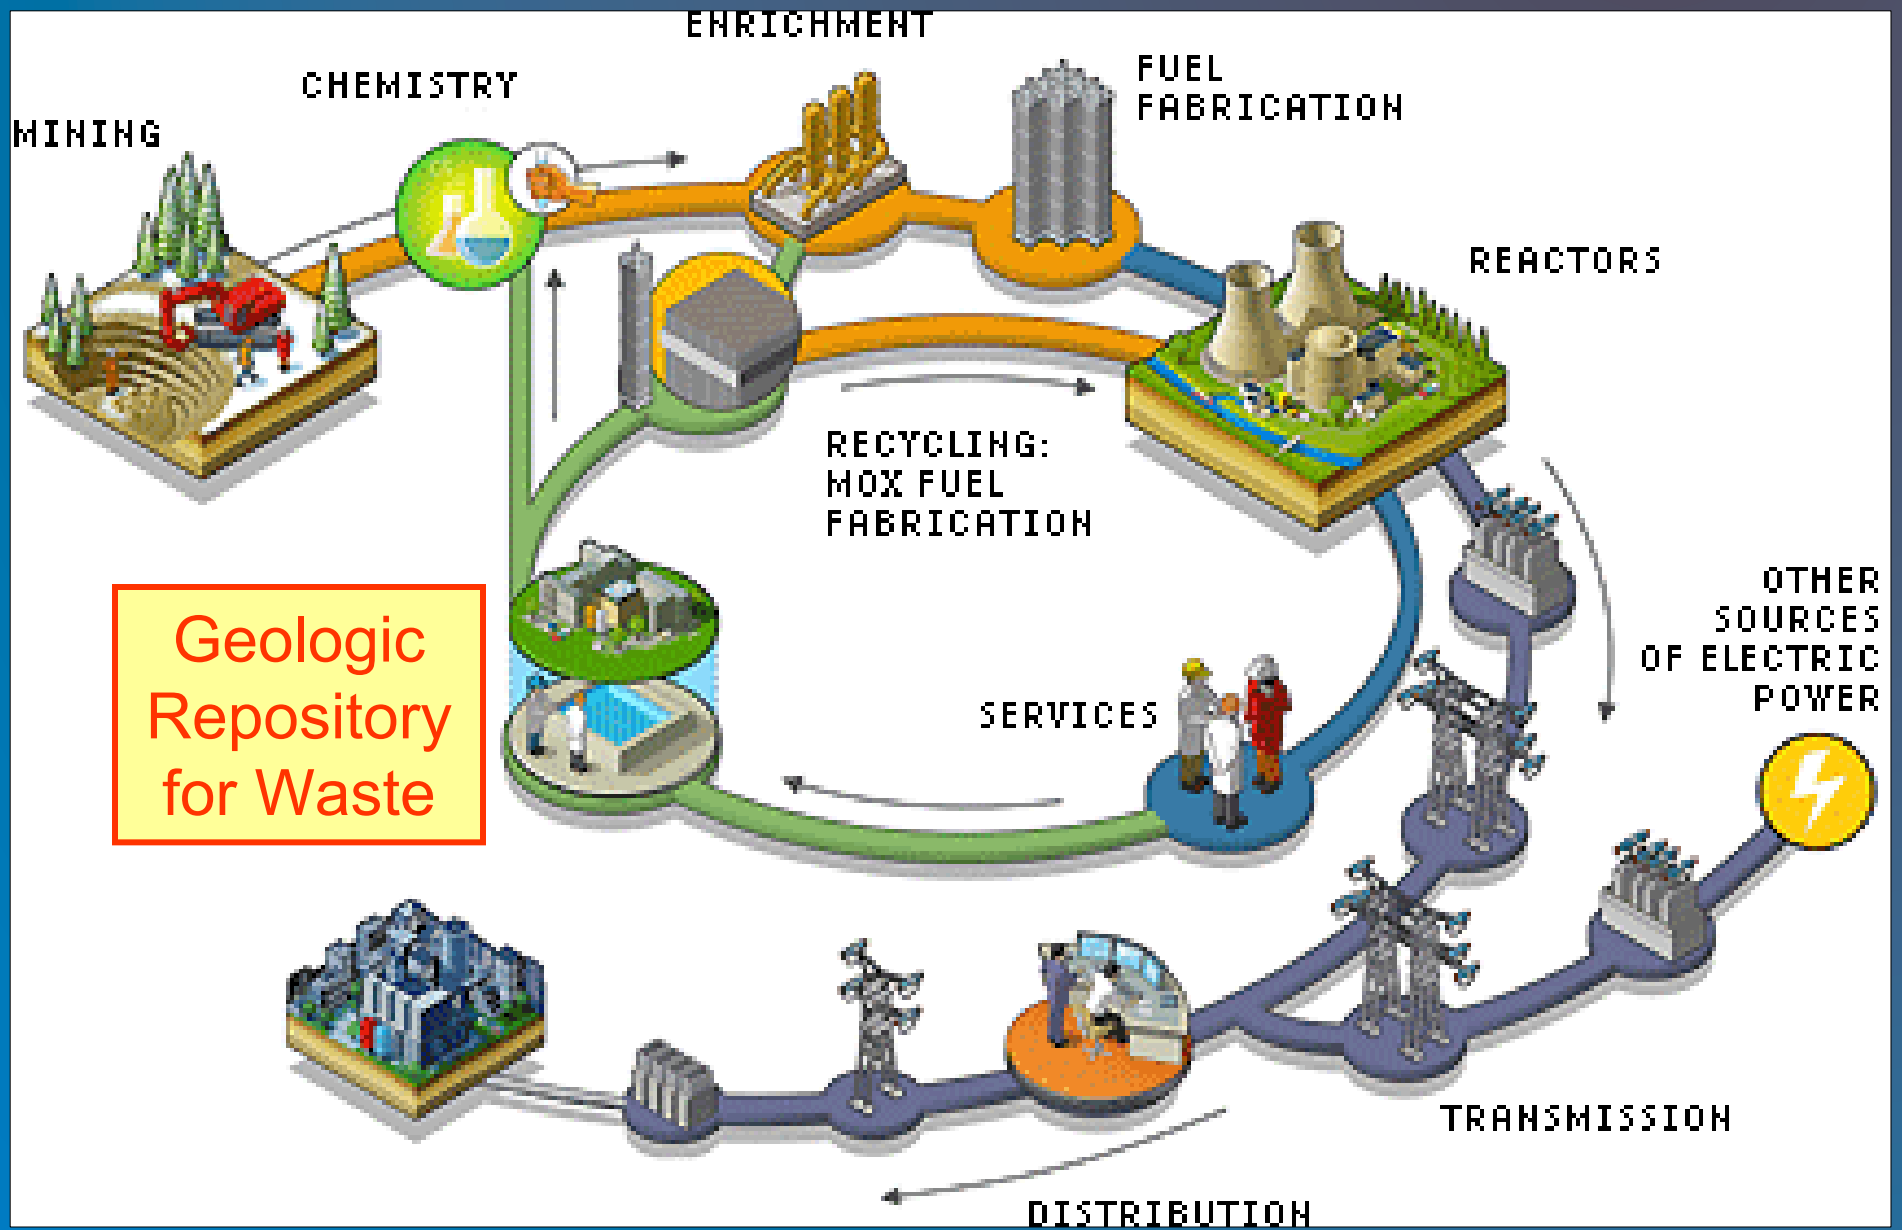 ENRICHMENT
CHEMISTRY
FUEL
FABRICATION
MINING
REACTORS
RECYCLING:
MOX FUEL
FABRICATION
OTHER
SOURCES
OF ELECTRIC
POWER
Geologic
Repository
for Waste
SERVICES
TRANSMISSION
DISTRIBUTION